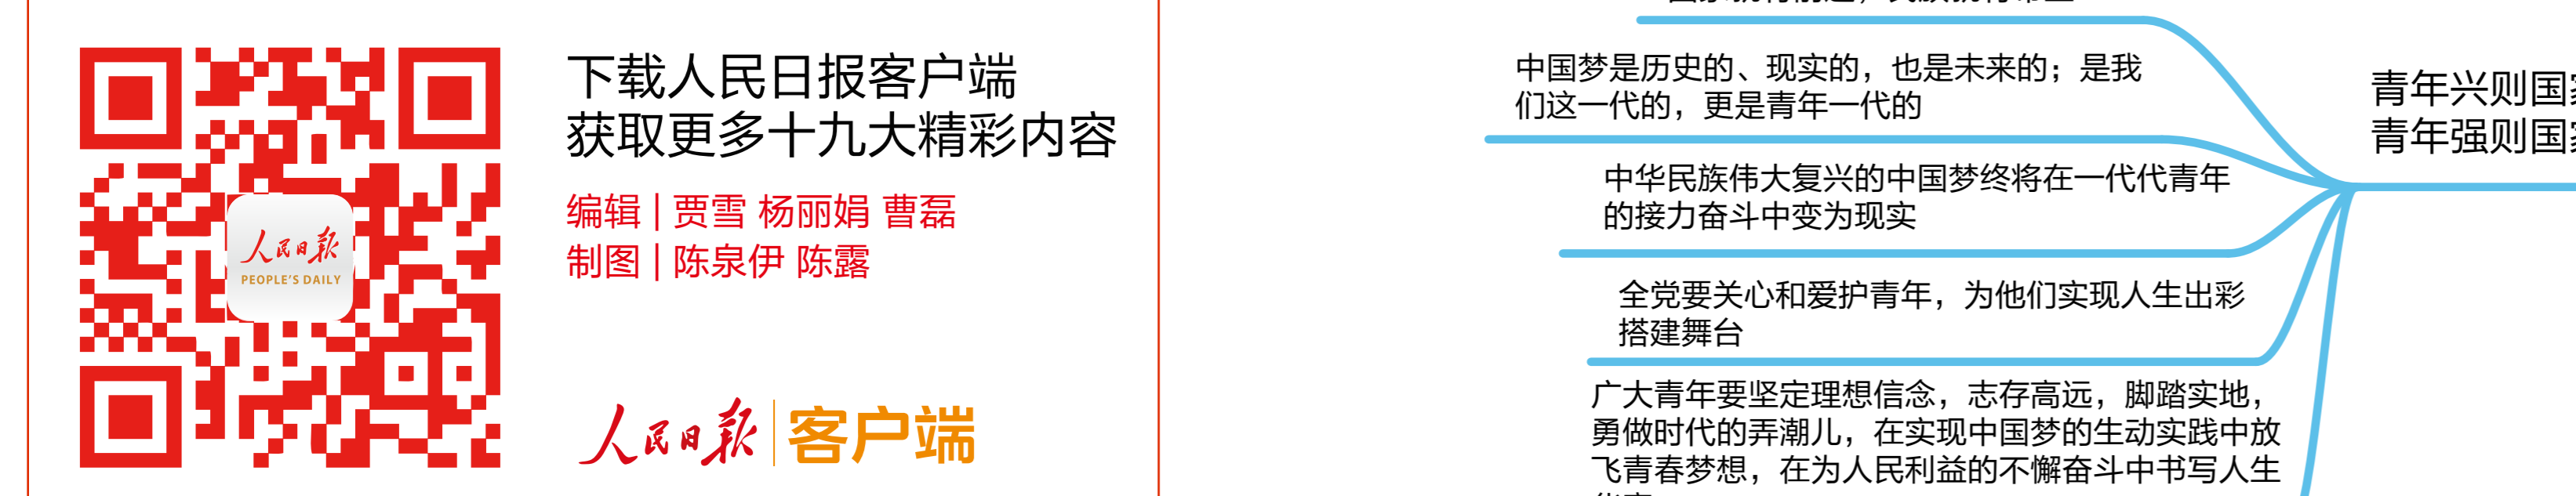 下载人民日报客户端
获取更多十九大精彩内容
编辑 | 贾雪 杨丽娟 曹磊
制图 | 陈泉伊 陈露
人民日报
PEOPLE'S DAILY
人民日報 | 客户端
中国梦是历史的、现实的，也是未来的；是我
们这一代的，更是青年一代的
中华民族伟大复兴的中国梦终将在一代代青年
的接力奋斗中变为现实
全党要关心和爱护青年，为他们实现人生出彩
搭建舞台
广大青年要坚定理想信念，志存高远，脚踏实地，
勇做时代的弄潮儿，在实现中国梦的生动实践中放
飞青春梦想，在为人民利益的不懈奋斗中书写人生
青年兴则国
青年强则国